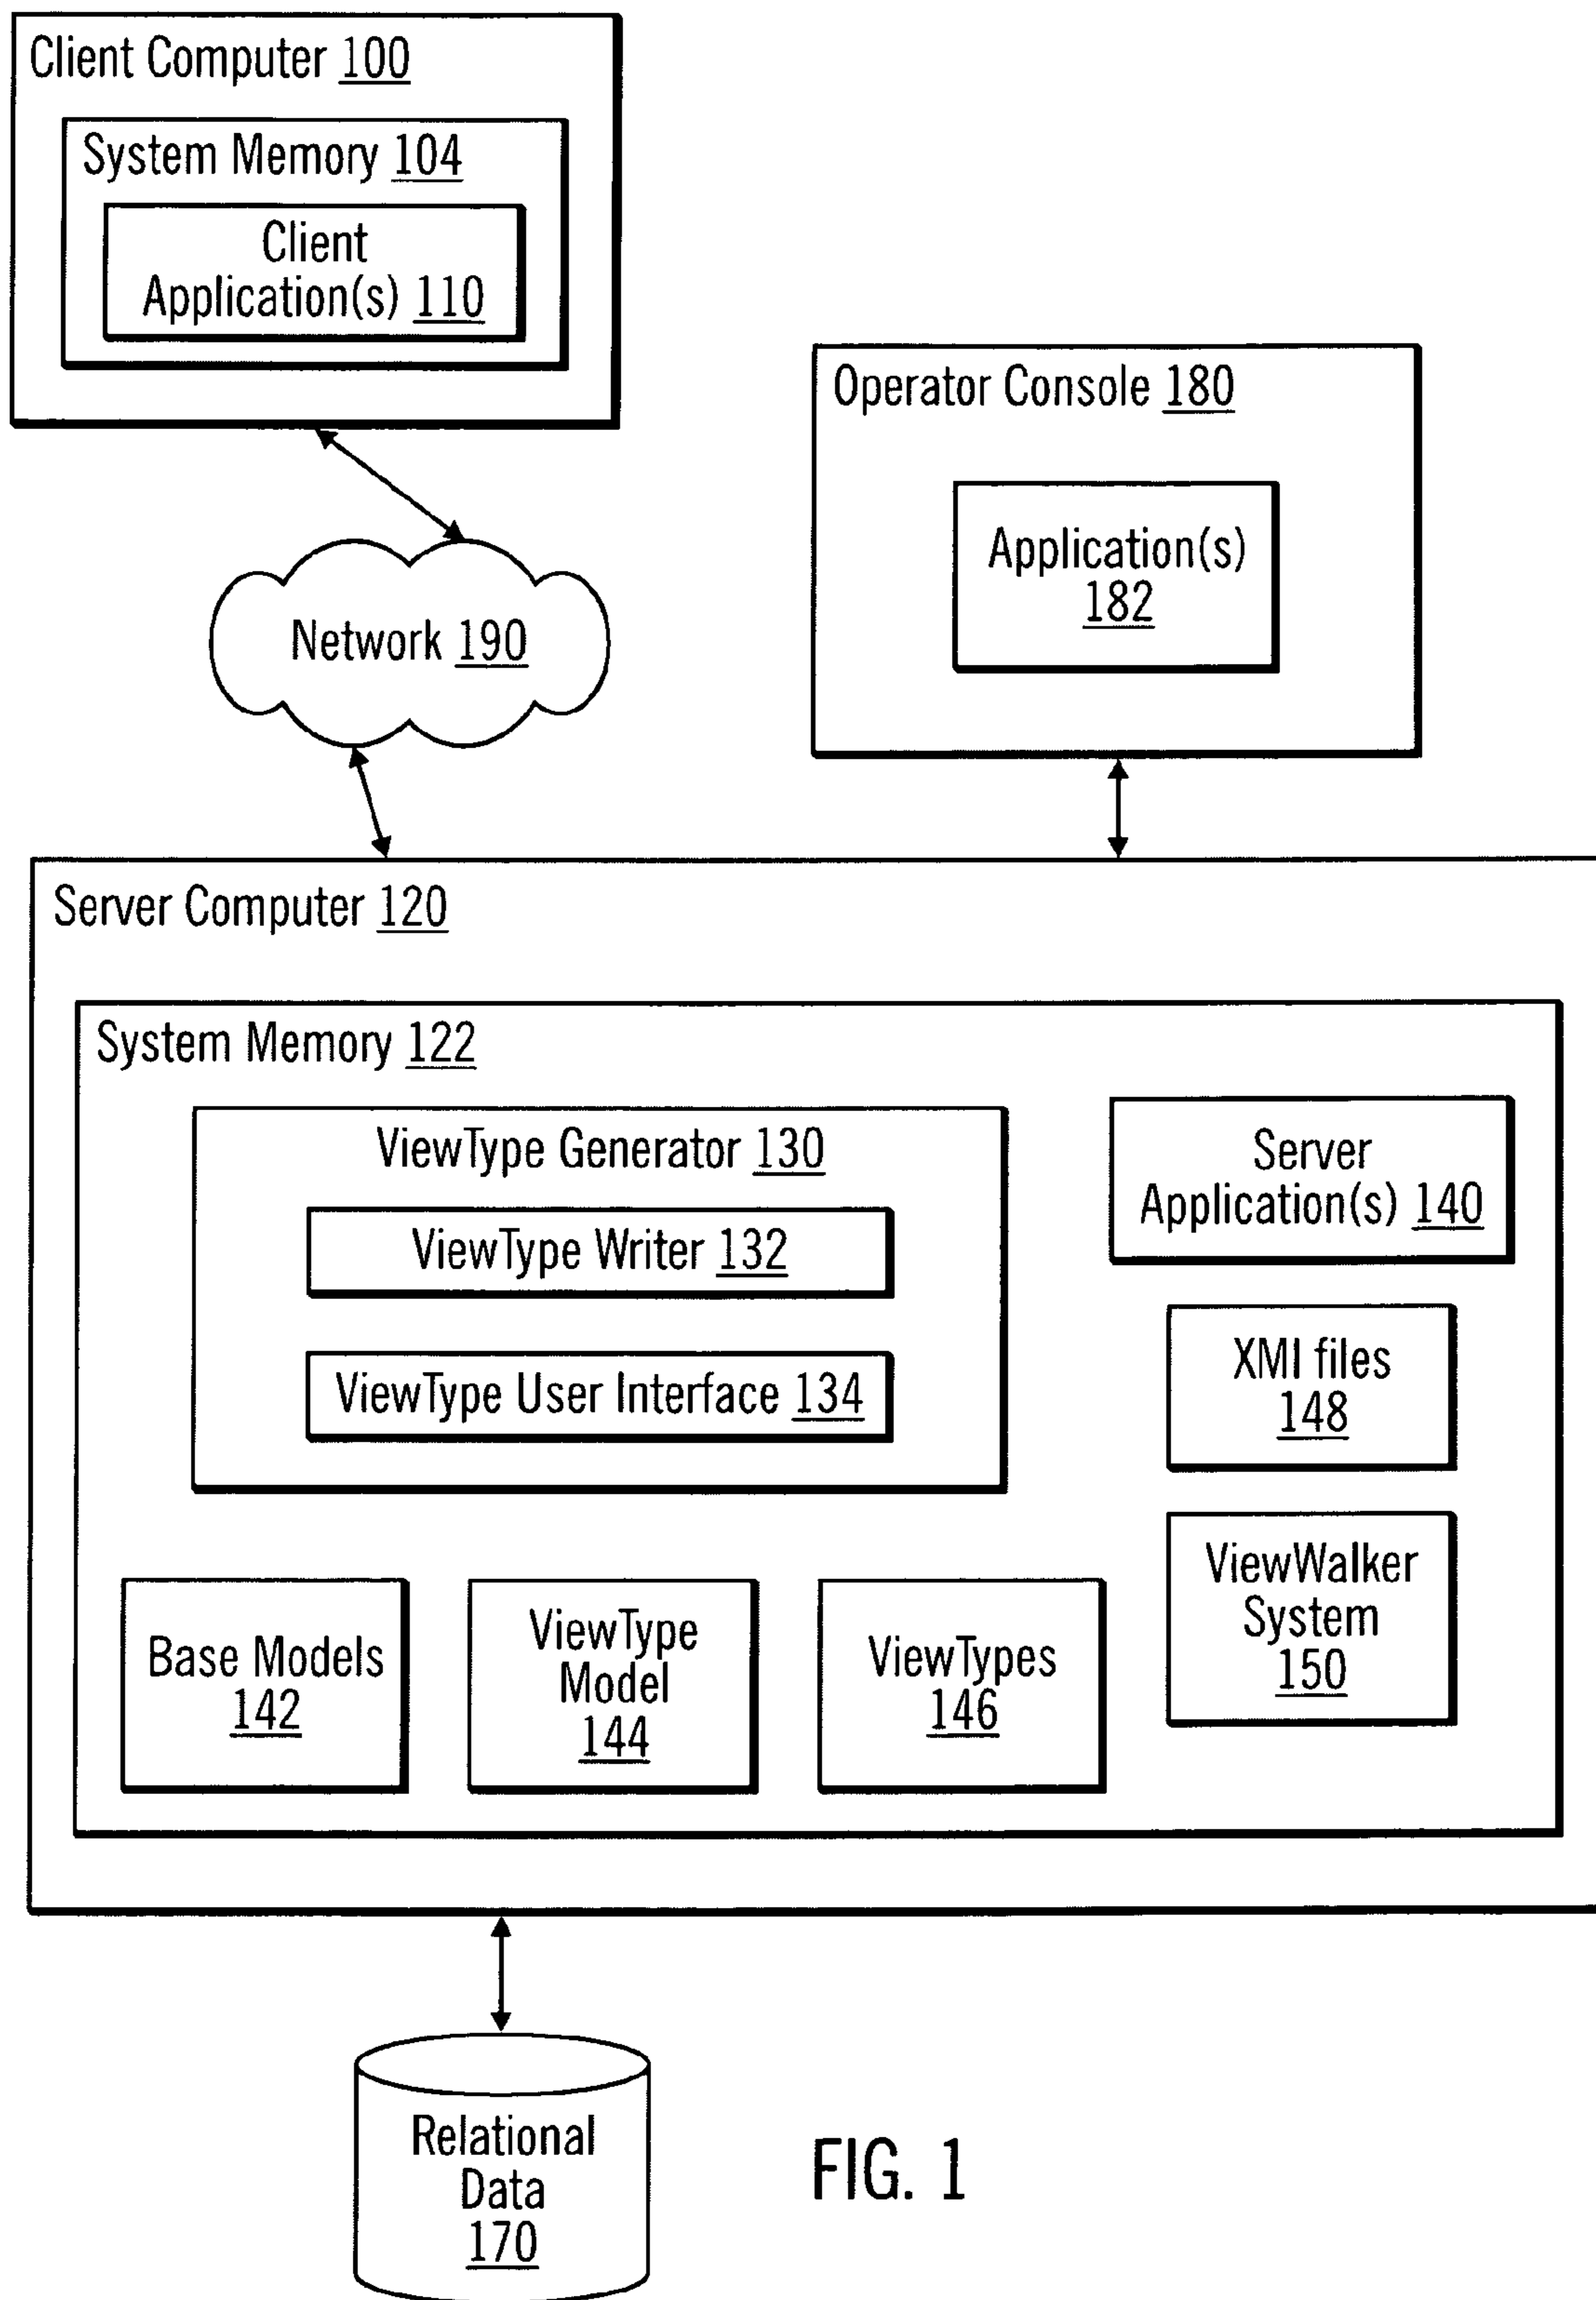 Client Computer 100
System Memory 104
Client
Application(s) 110
Operator Console 180
Application(s)
182
Network 190
Server Computer 120
System Memory 122
ViewType Generator 130
ViewType Writer 132
ViewType User Interface 134
Server
Application(s) 140
XMI files
148
ViewWalker
System
150
Base Models
142
ViewType
Model
144
ViewTypes
146
Relational
Data
170
FIG. 1